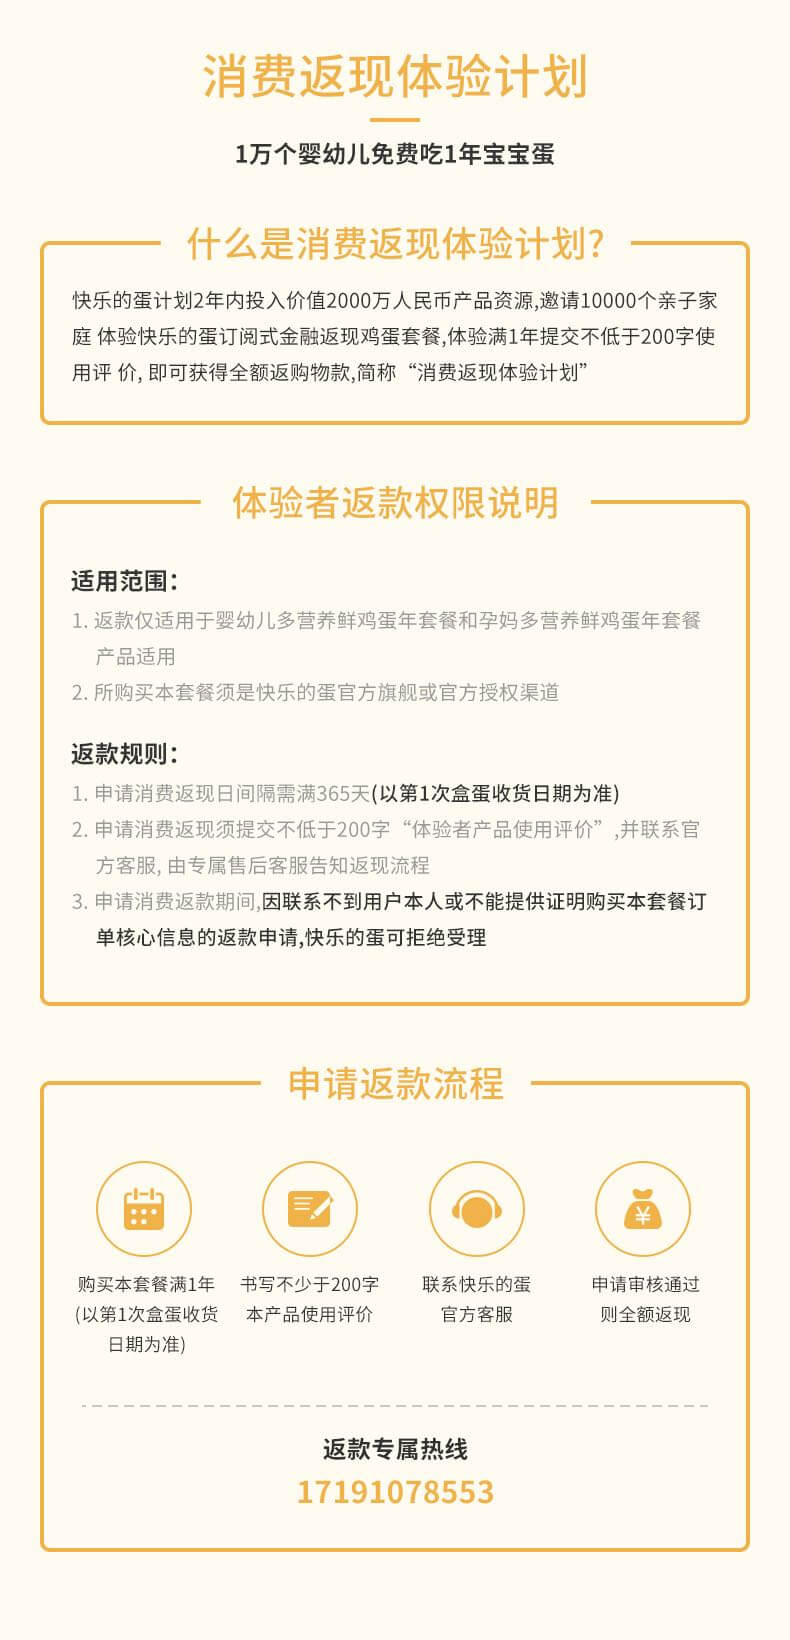 消费返现体验计划
1万个婴幼儿免费吃1年宝宝蛋
什么是消费返现体验计划?
快乐的蛋计划2年内投入价值2000万人民币产品资源,邀请10000个亲子家
庭 体验快乐的蛋订阅式金融返现鸡蛋套餐,体验满1年提交不低于200字使
用评 价, 即可获得全额返购物款,简称“消费返现体验计划”
体验者返款权限说明
适用范围：
1. 返款仅适用于婴幼儿多营养鲜鸡蛋年套餐和孕妈多营养鲜鸡蛋年套餐
产品适用
2. 所购买本套餐须是快乐的蛋官方旗舰或官方授权渠道
返款规则：
1. 申请消费返现日间隔需满365天(以第1次盒蛋收货日期为准)
2. 申请消费返现须提交不低于200字“体验者产品使用评价”,并联系官
方客服, 由专属售后客服告知返现流程
3. 申请消费返款期间,因联系不到用户本人或不能提供证明购买本套餐订
单核心信息的返款申请,快乐的蛋可拒绝受理
申请返款流程
¥
购买本套餐满1年
(以第1次盒蛋收货
日期为准)
书写不少于200字
本产品使用评价
联系快乐的蛋
官方客服
申请审核通过
则全额返现
返款专属热线
17191078553